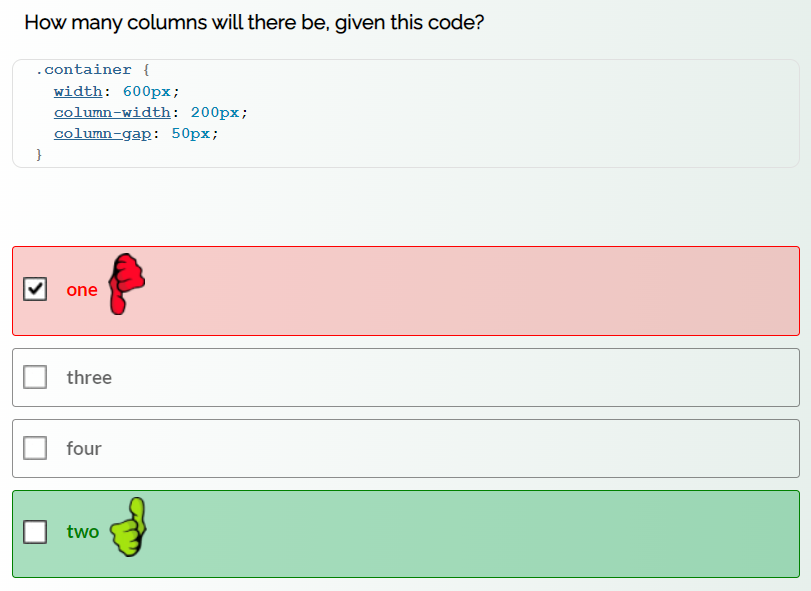 How many columns will there be, given this code?
.container {
width: 600px;
column-width: 200px;
column-gap: 50px;
}
one
three
four
two